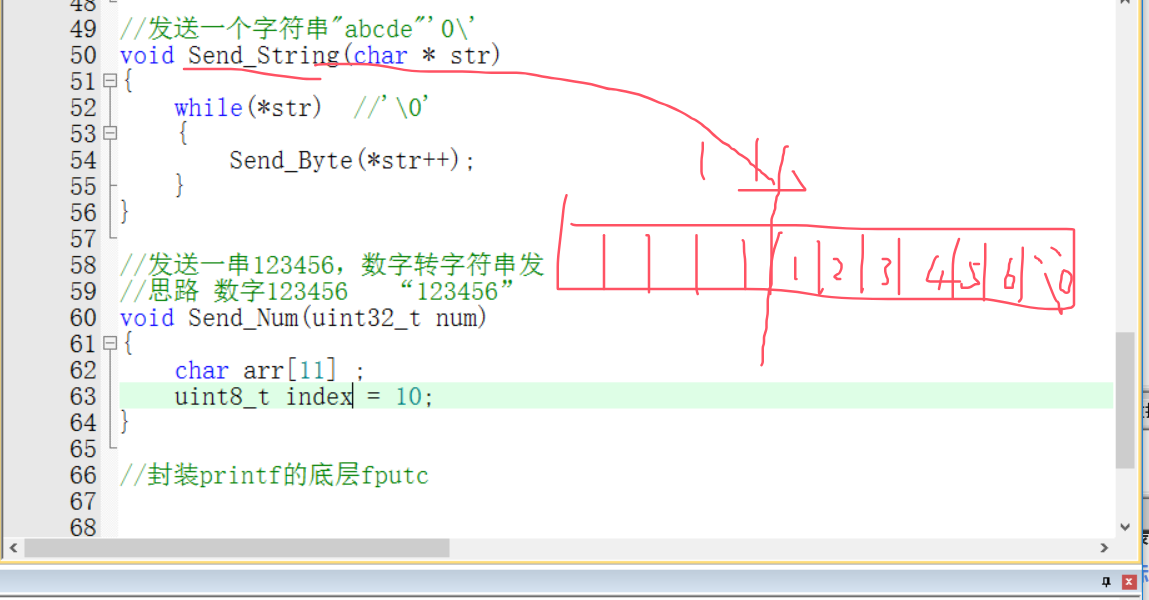 48
49 //发送一个字符串"abcde"'0\'
50 void Send_String(char * str)
51 {
52 while(*str) //'\0'
53 {
54 Send_Byte(*str++);
55 }
56 }
57
58 //发送一串123456，数字转字符串发
59 //思路 数字123456 “123456”
60 void Send_Num(uint32_t num)
61 {
62 char arr[11] ;
63 uint8_t index = 10;
64 }
65
66 //封装printf的底层fputc
67
68
1 2 3 4 5 6 '\0